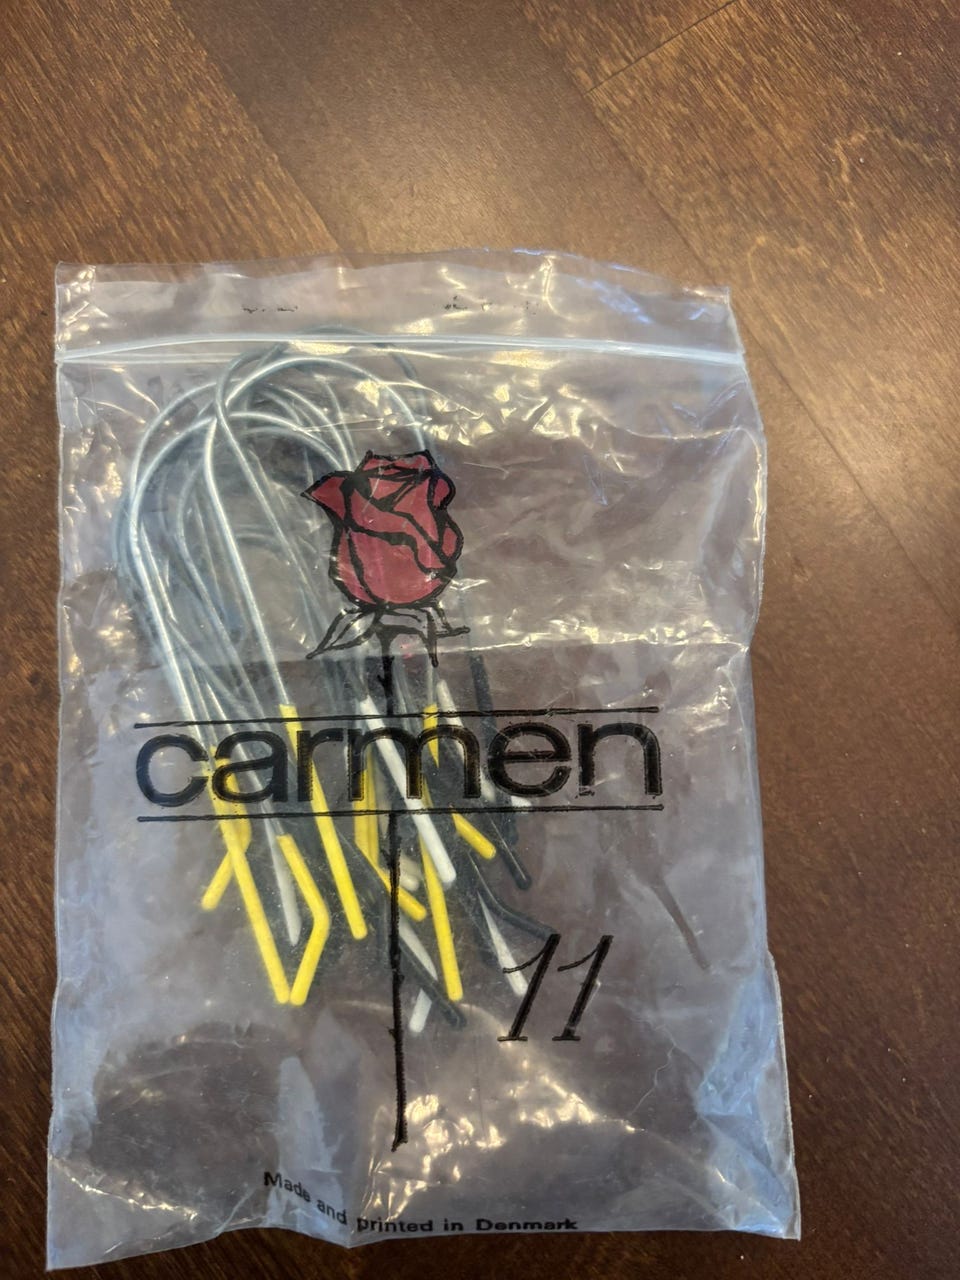 carmen
11
Made and printed in Denmark